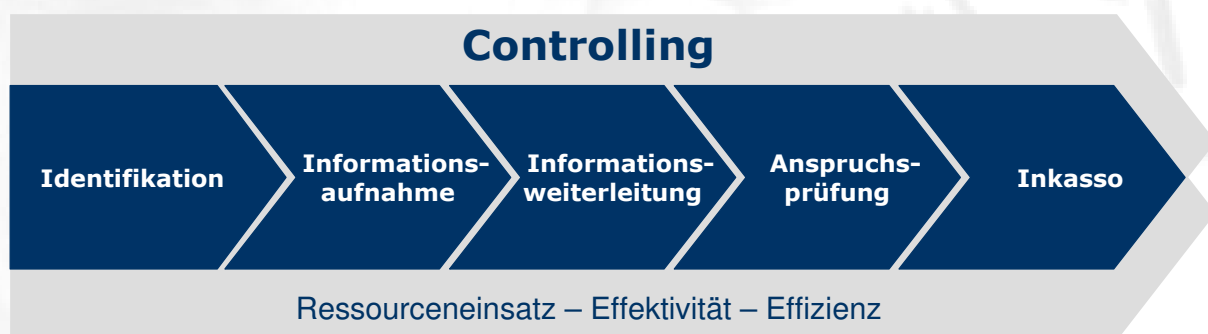 Controlling
Identifikation
Informations-
aufnahme
Informations-
weiterleitung
Anspruchs-
prüfung
Inkasso
Ressourceneinsatz – Effektivität – Effizienz